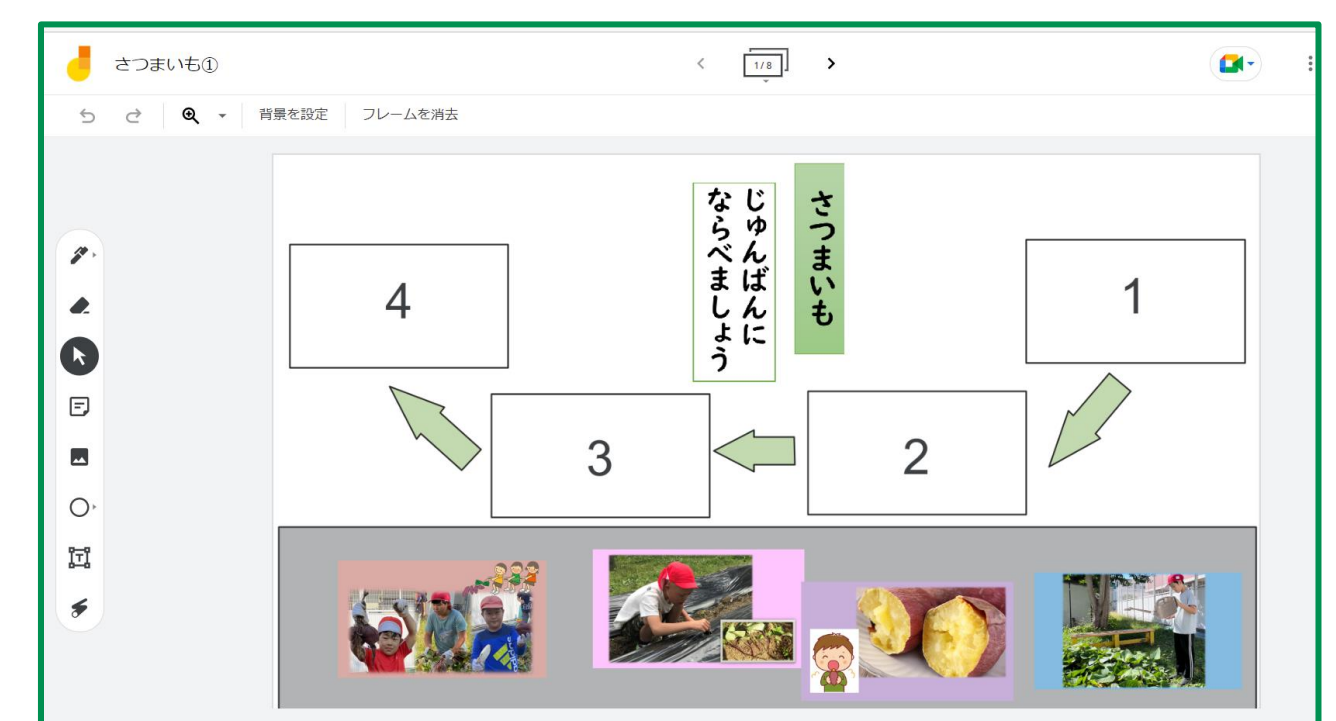 さつまいも①
1/8
背景を設定
フレームを消去
さつまいも
じゅんばんに
ならべましょう
1
2
3
4
T